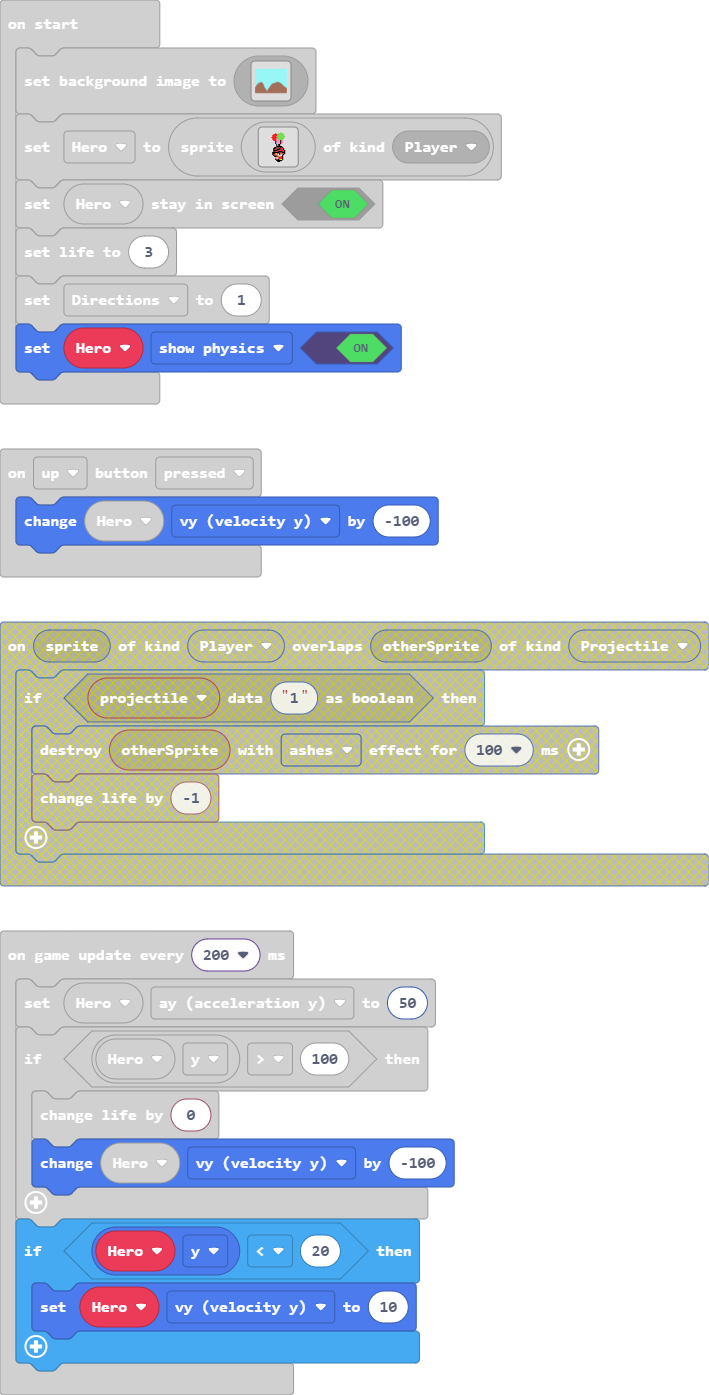 on start
set background image to
set Hero to sprite of kind Player
set Hero stay in screen ON
set life to 3
set Directions to 1
set Hero show physics ON
on up button pressed
change Hero vy (velocity y) by -100
on sprite of kind Player overlaps otherSprite of kind Projectile
if projectile data "1" as boolean then
destroy otherSprite with ashes effect for 100 ms
change life by -1
on game update every 200 ms
set Hero ay (acceleration y) to 50
if Hero y > 100 then
change life by 0
change Hero vy (velocity y) by -100
if Hero y < 20 then
set Hero vy (velocity y) to 10